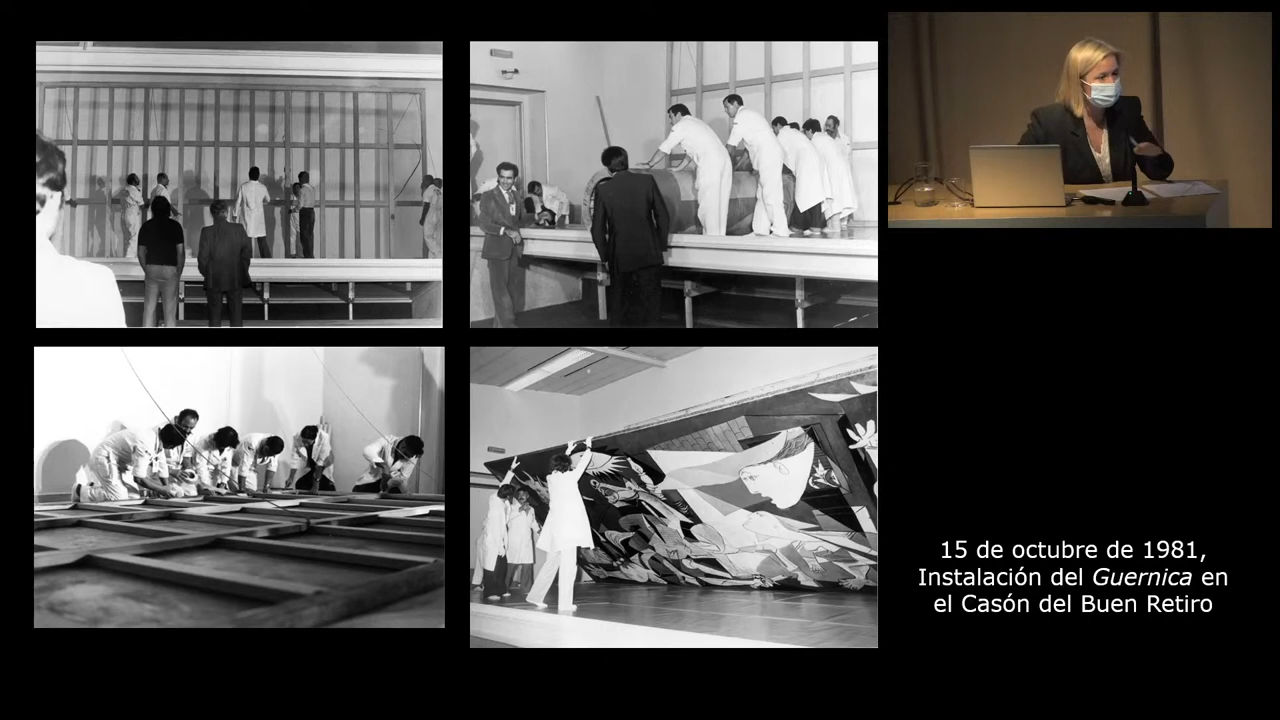 15 de octubre de 1981,
Instalación del Guernica en
el Casón del Buen Retiro